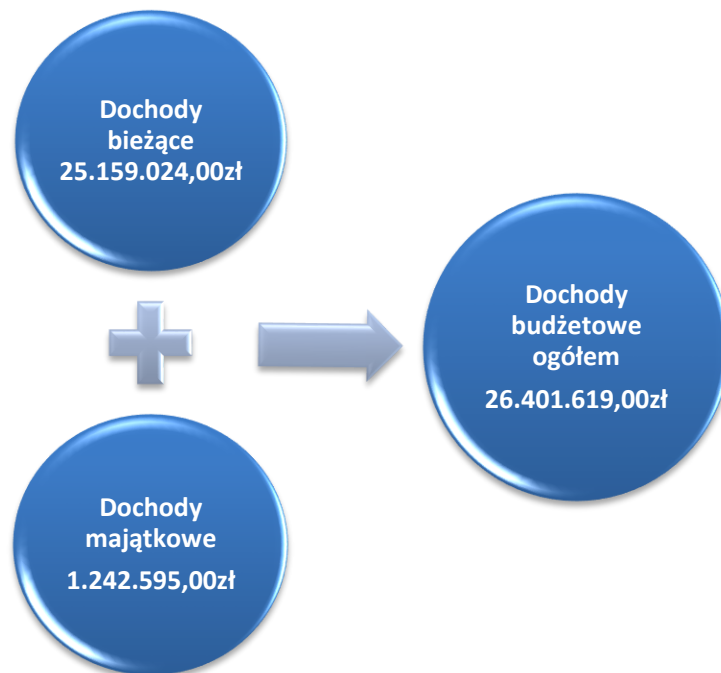 Dochody
bieżące
25.159.024,00zł
Dochody
budżetowe
ogółem
26.401.619,00zł
Dochody
majątkowe
1.242.595,00zł